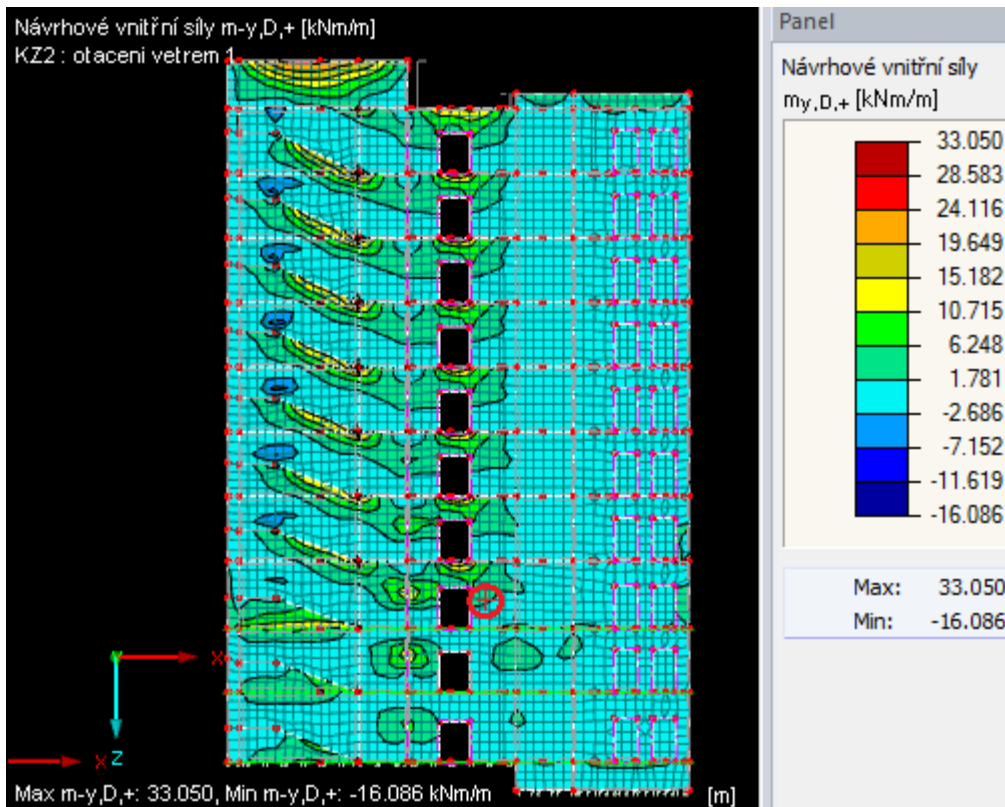 Návrhové vnitřní síly m-y,D,+ [kNm/m]
KZ2 : otaceni vetrem 1
X
Z
X
Max m-y,D,+: 33.050, Min m-y,D,+: -16.086 kNm/m
[m]
Panel
Návrhové vnitřní síly
my,D,+ [kNm/m]
33.050
28.583
24.116
19.649
15.182
10.715
6.248
1.781
-2.686
-7.152
-11.619
-16.086
Max: 33.050
Min: -16.086